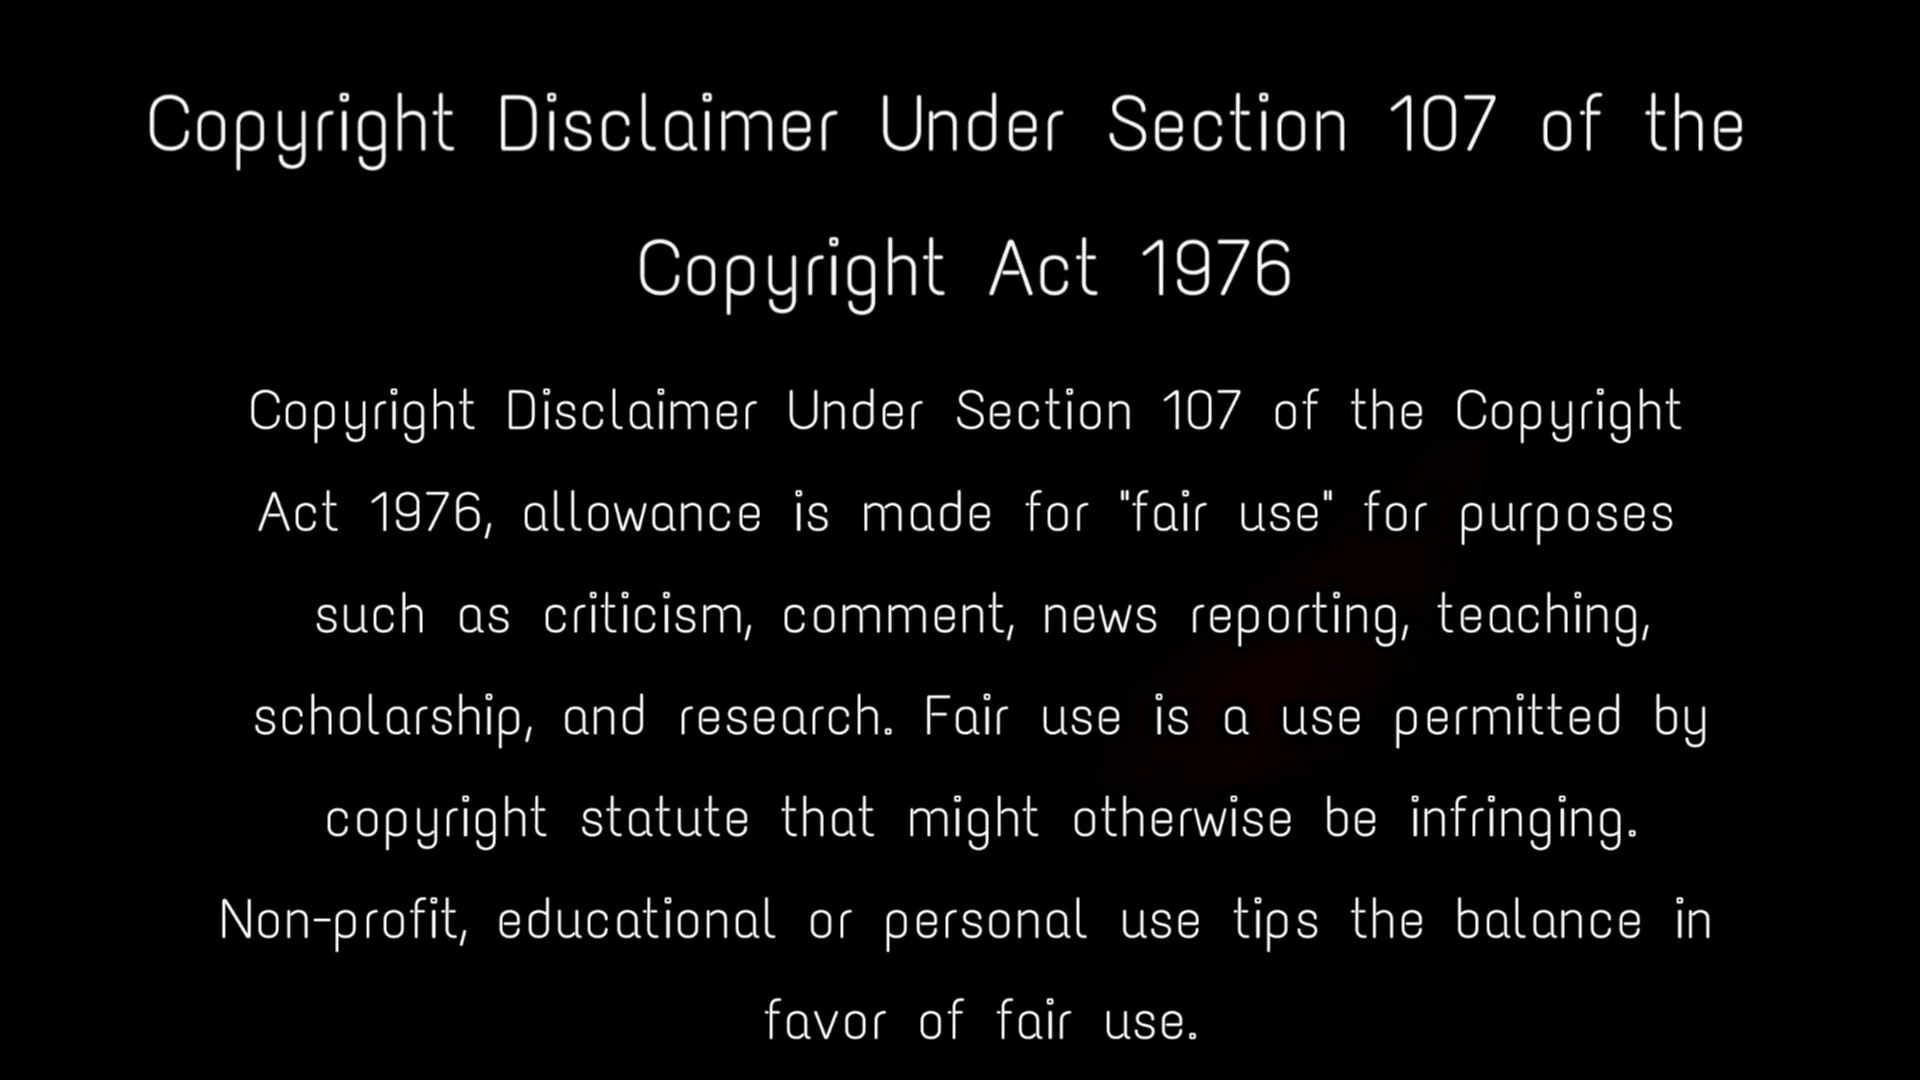 Copyright Disclaimer Under Section 107 of the
Copyright Act 1976
Copyright Disclaimer Under Section 107 of the Copyright
Act 1976, allowance is made for "fair use" for purposes
such as criticism, comment, news reporting, teaching,
scholarship, and research. Fair use is a use permitted by
copyright statute that might otherwise be infringing.
Non-profit, educational or personal use tips the balance in
favor of fair use.